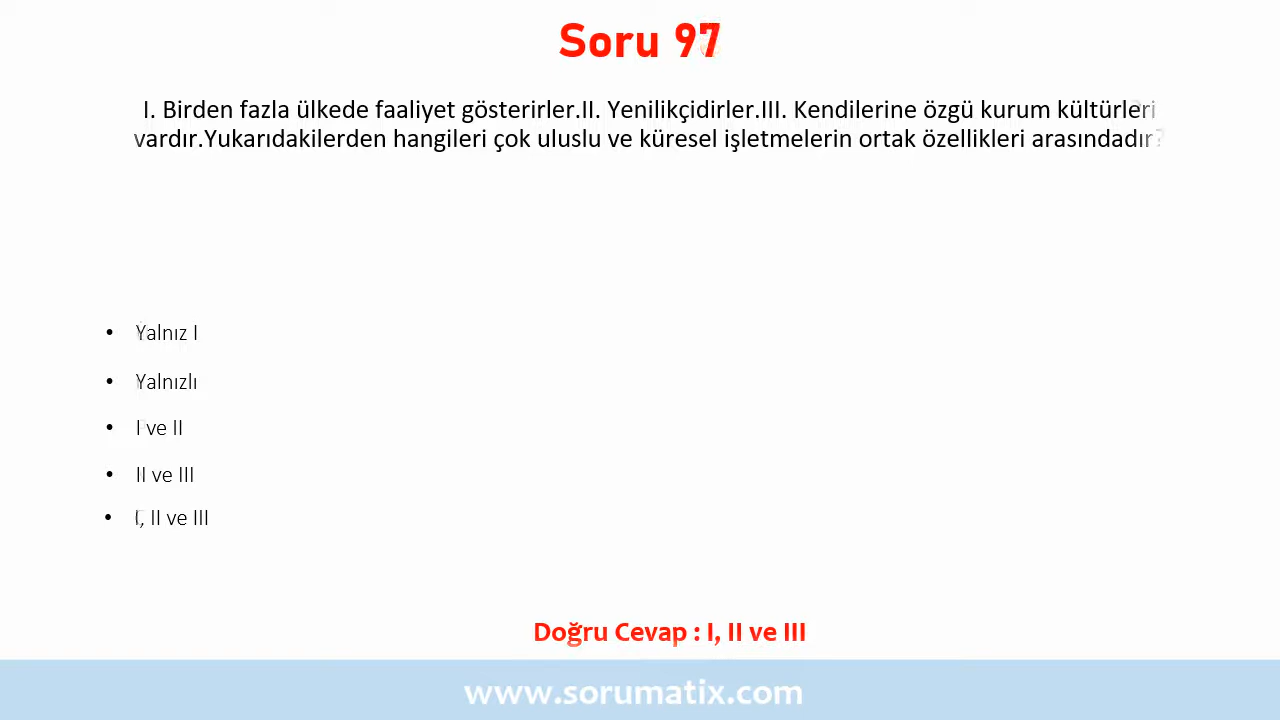 Soru 97
I. Birden fazla ülkede faaliyet gösterirler.II. Yenilikçidirler.III. Kendilerine özgü kurum kültürleri
vardır.Yukarıdakilerden hangileri çok uluslu ve küresel işletmelerin ortak özellikleri arasındadır?
• Yalnız I
• Yalnızlı
• I ve II
• II ve III
• I, II ve III
Doğru Cevap : I, II ve III
www.sorumatix.com